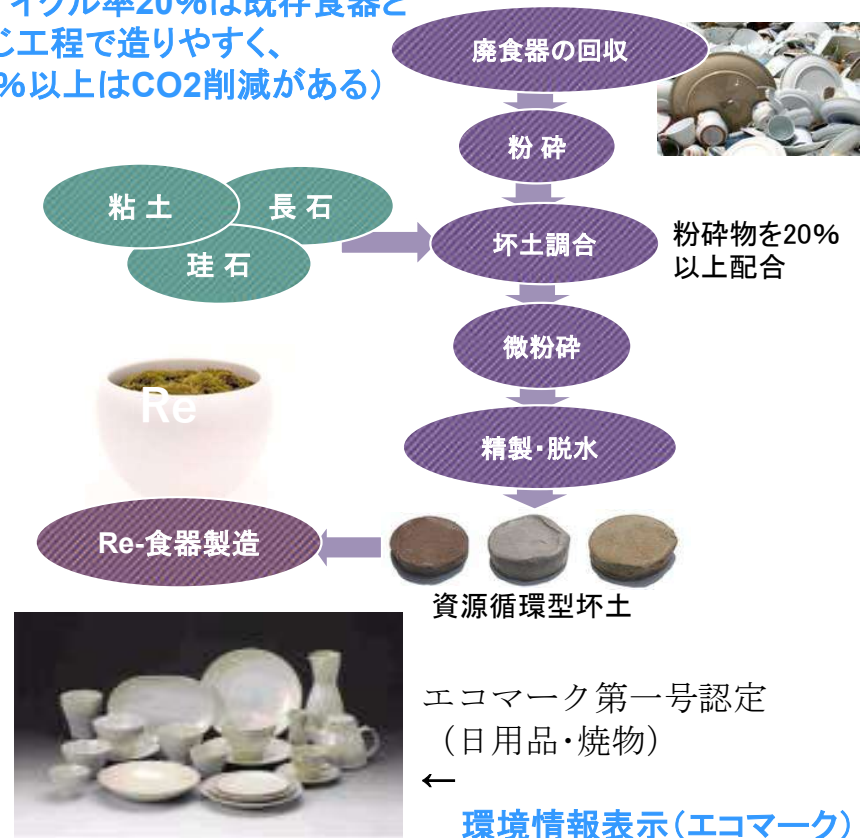 イクル率20%は既存食器と
じ工程で造りやすく、
%以上はCO2削減がある）
廃食器の回収
粉 砕
粘 土
長 石
珪 石
坏土調合
粉砕物を20%
以上配合
微粉砕
Re
精製・脱水
Re-食器製造
資源循環型坏土
エコマーク第一号認定
（日用品・焼物）
←
環境情報表示（エコマーク）